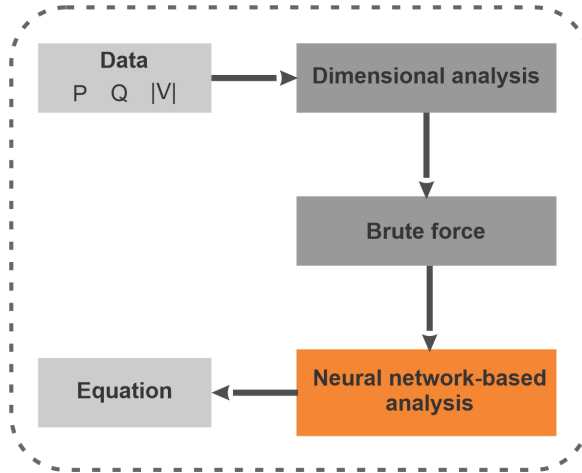 Data
P Q |V|
Dimensional analysis
Brute force
Neural network-based
analysis
Equation